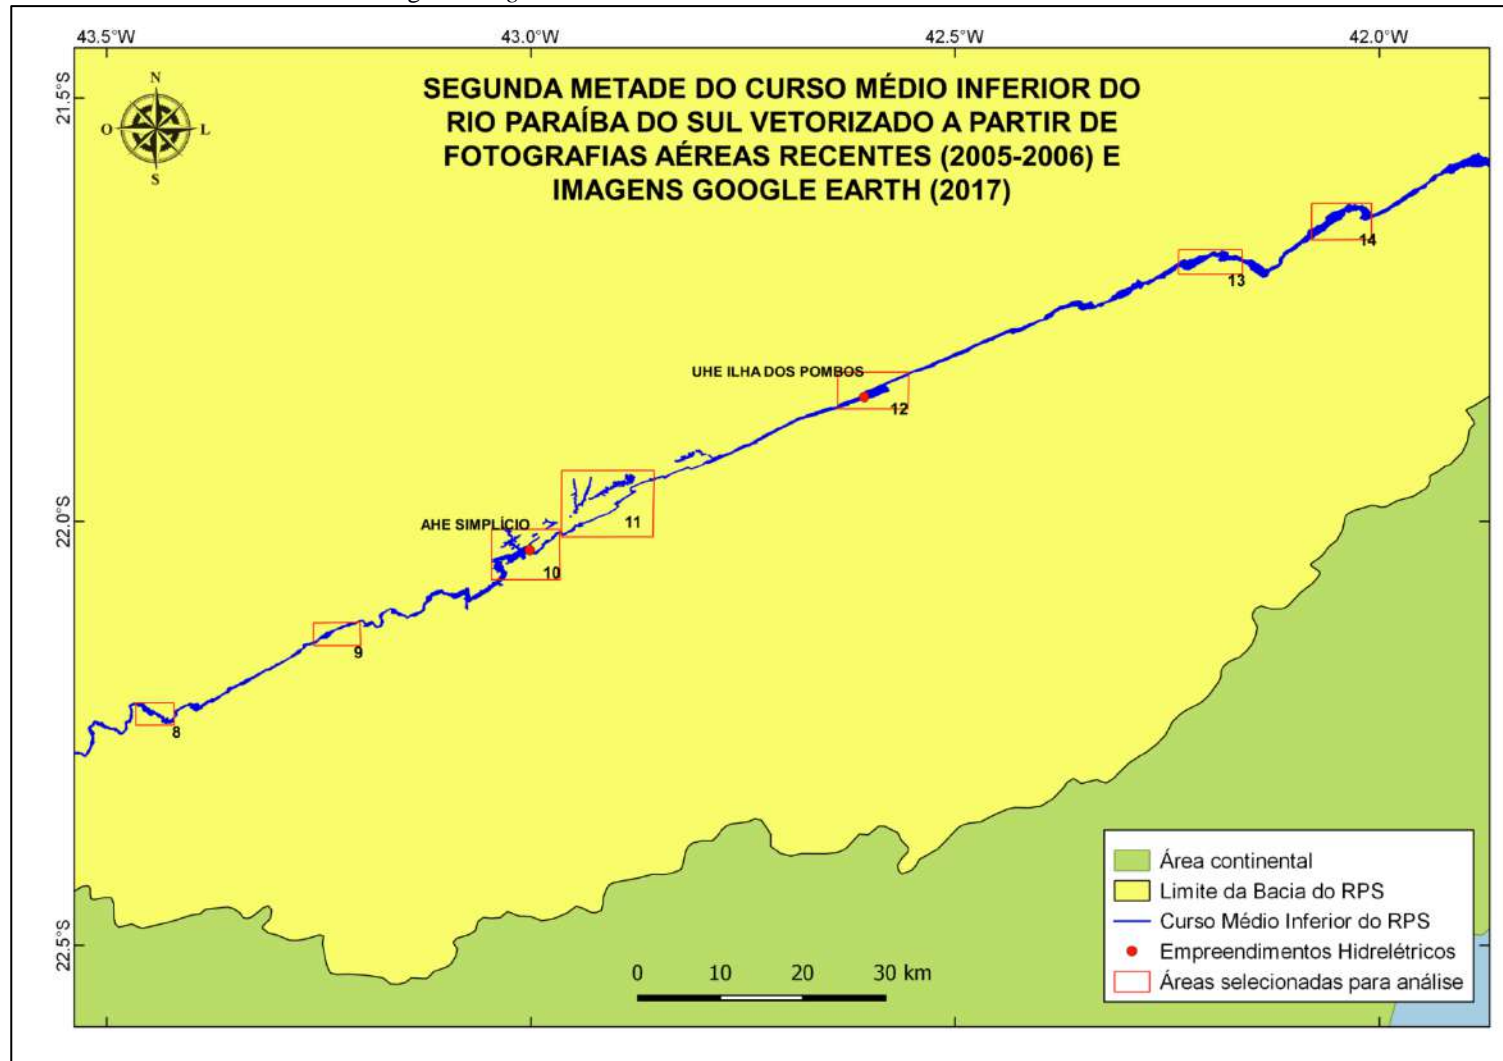 43.5°W
43.0°W
42.5°W
42.0°W
21.5°S
22.0°S
22.5°S
N
O
L
S
SEGUNDA METADE DO CURSO MÉDIO INFERIOR DO
RIO PARAÍBA DO SUL VETORIZADO A PARTIR DE
FOTOGRAFIAS AÉREAS RECENTES (2005-2006) E
IMAGENS GOOGLE EARTH (2017)
14
13
UHE ILHA DOS POMBOS
12
11
AHE SIMPLÍCIO
10
9
8
0 10 20 30 km
Área continental
Limite da Bacia do RPS
Curso Médio Inferior do RPS
Empreendimentos Hidrelétricos
Áreas selecionadas para análise